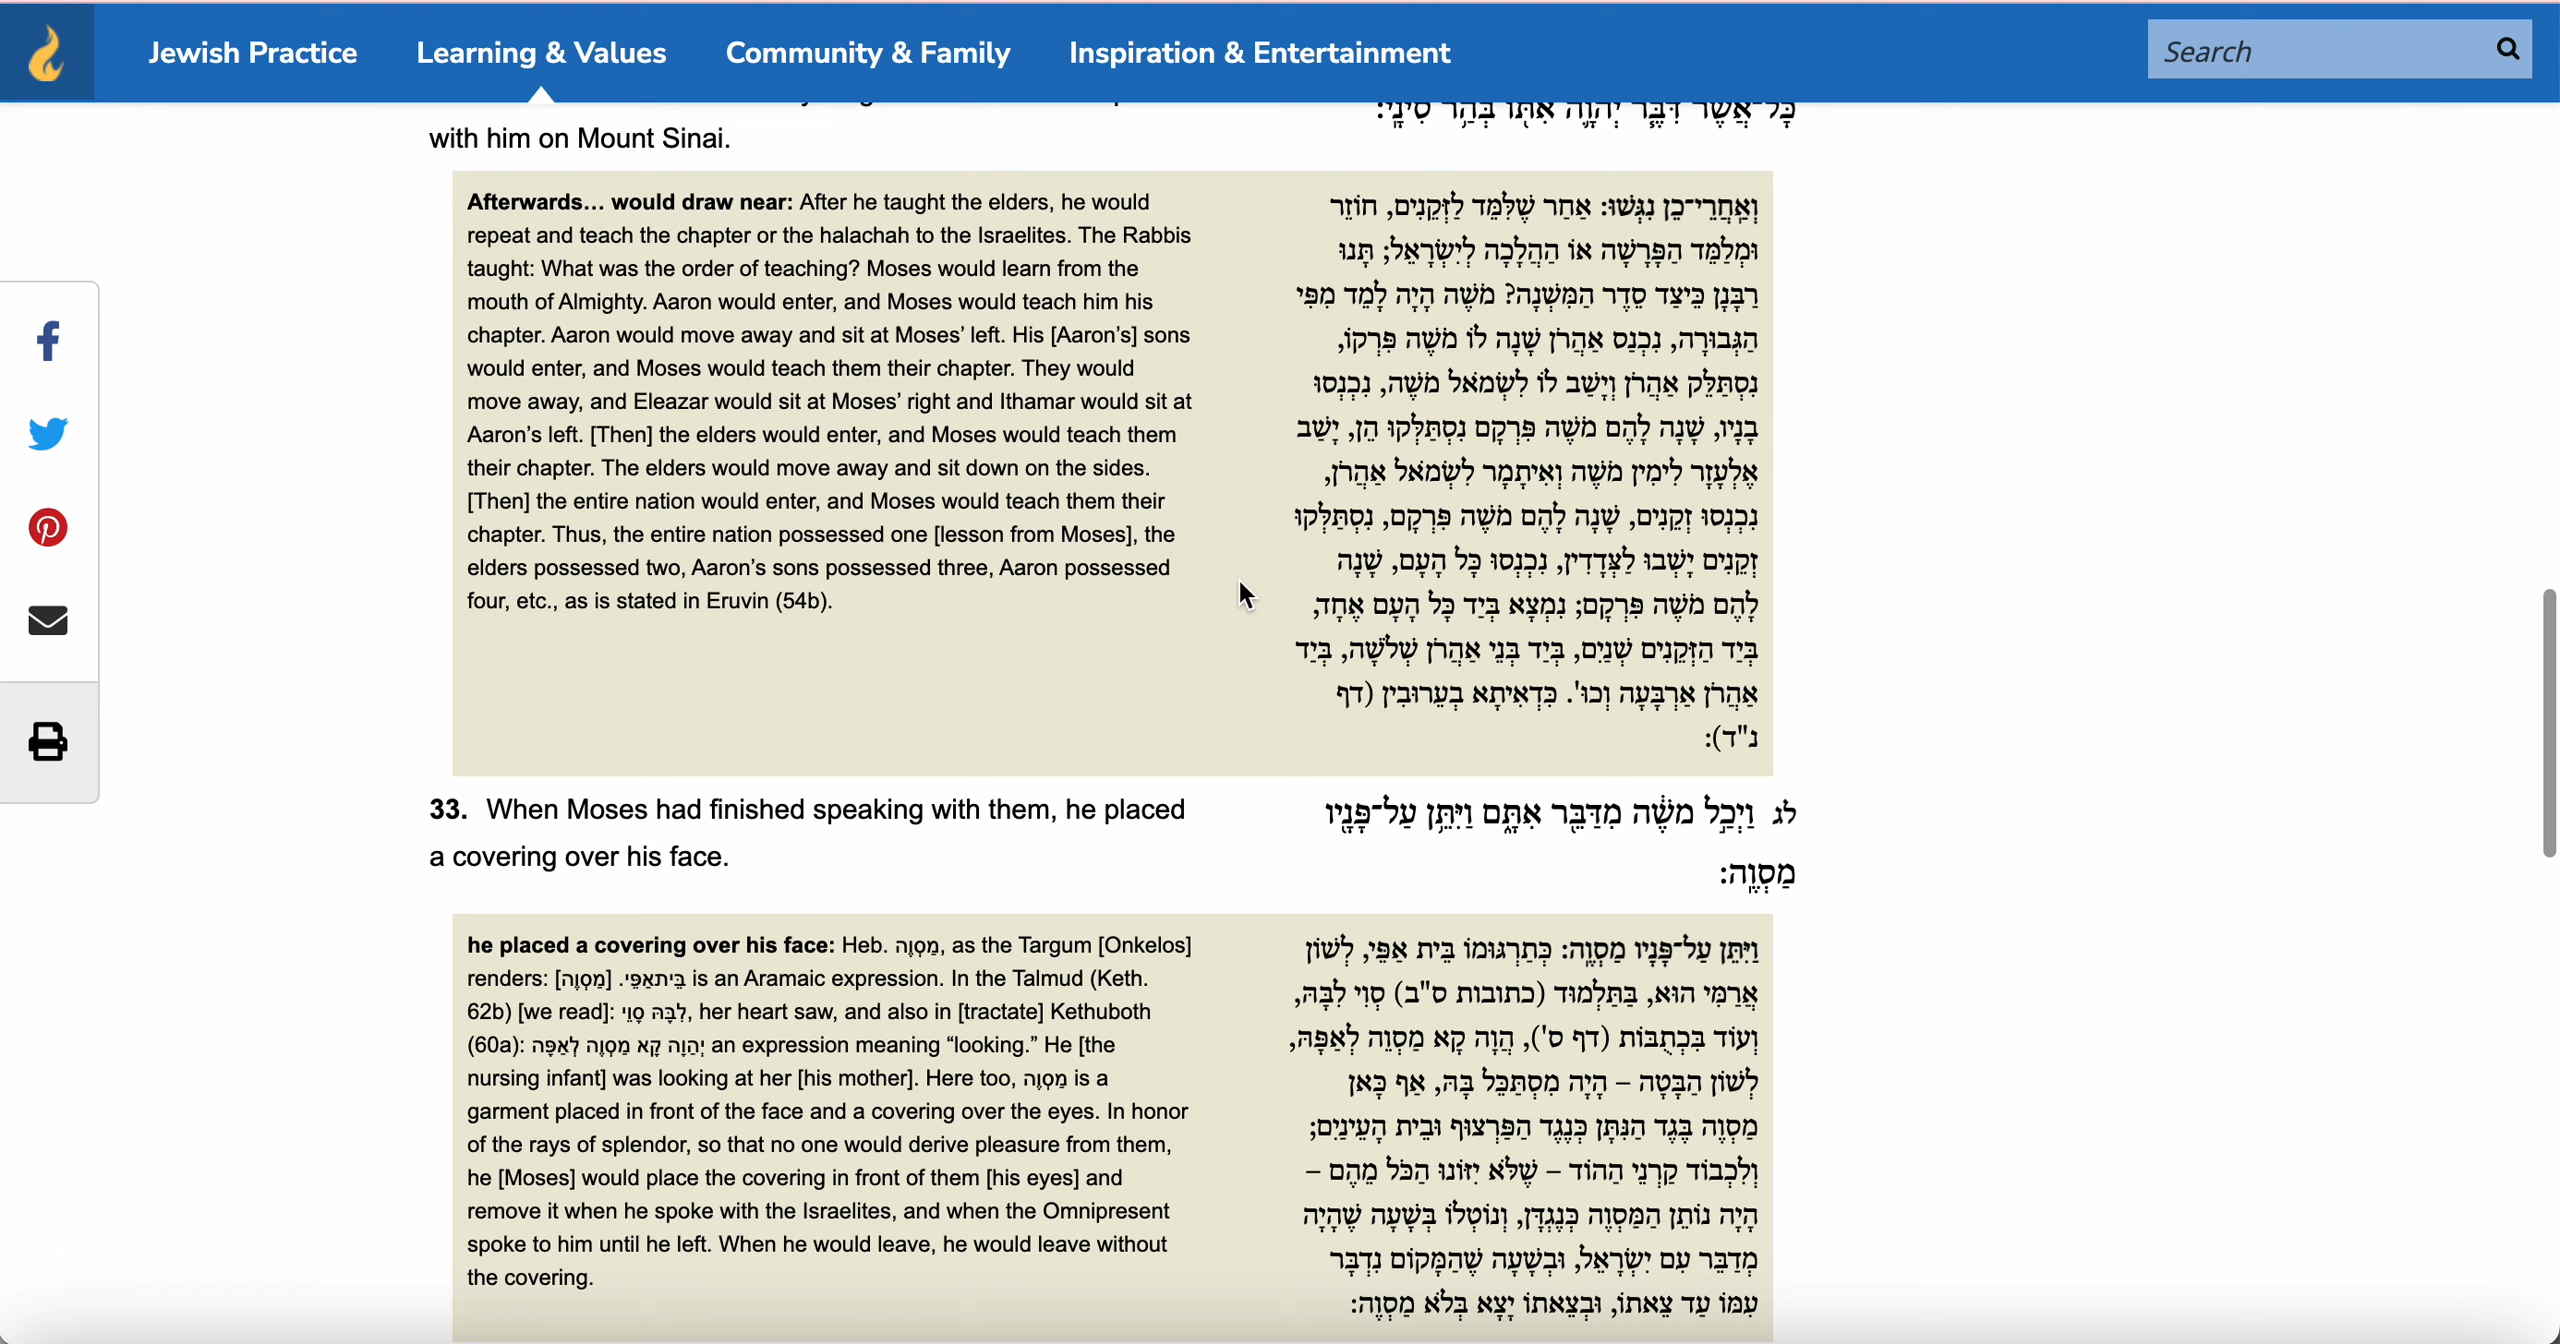 Jewish Practice Learning & Values Community & Family Inspiration & Entertainment Search
כָּל־אֲשֶׁר דִּבֶּר יְהֹוָה אִתּוֹ בְּהַר סִינָי:
with him on Mount Sinai.
Afterwards… would draw near: After he taught the elders, he would
repeat and teach the chapter or the halachah to the Israelites. The Rabbis
taught: What was the order of teaching? Moses would learn from the
mouth of Almighty. Aaron would enter, and Moses would teach him his
chapter. Aaron would move away and sit at Moses’ left. His [Aaron’s] sons
would enter, and Moses would teach them their chapter. They would
move away, and Eleazar would sit at Moses’ right and Ithamar would sit at
Aaron’s left. [Then] the elders would enter, and Moses would teach them
their chapter. The elders would move away and sit down on the sides.
[Then] the entire nation would enter, and Moses would teach them their
chapter. Thus, the entire nation possessed one [lesson from Moses], the
elders possessed two, Aaron’s sons possessed three, Aaron possessed
four, etc., as is stated in Eruvin (54b).
וְאַֽחֲרֵי־כֵן נִגְּשׁוּ: אַחַר שֶׁלִּמֵּד לַזְּקֵנִים, חוֹזֵר
וּמְלַמֵּד הַפָּרָשָׁה אוֹ הַהֲלָכָה לְיִשְׂרָאֵל; תָּנוּ
רַבָּנָן כֵּיצַד סֵדֶר הַמִּשְׁנָה? מֹשֶׁה הָיָה לָמֵד מִפִּי
הַגְּבוּרָה, נִכְנַס אַהֲרֹן שָׁנָה לוֹ מֹשֶׁה פִּרְקוֹ,
נִסְתַּלֵּק אַהֲרֹן וְיָשַׁב לוֹ לִשְׂמֹאל מֹשֶׁה, נִכְנְסוּ
בָּנָיו, שָׁנָה לָהֶם מֹשֶׁה פִּרְקָם נִסְתַּלְּקוּ הֵן, יָשַׁב
אֶלְעָזָר לִימִין מֹשֶׁה וְאִיתָמָר לִשְׂמֹאל אַהֲרֹן,
נִכְנְסוּ זְקֵנִים, שָׁנָה לָהֶם מֹשֶׁה פִּרְקָם, נִסְתַּלְּקוּ
זְקֵנִים יָשְׁבוּ לַצְּדָדִין, נִכְנְסוּ כָּל הָעָם, שָׁנָה
לָהֶם מֹשֶׁה פִּרְקָם; נִמְצָא בְּיַד כָּל הָעָם אֶחָד,
בְּיַד הַזְּקֵנִים שְׁנַיִם, בְּיַד בְּנֵי אַהֲרֹן שְׁלֹשָׁה, בְּיַד
אַהֲרֹן אַרְבָּעָה וְכוּ'. כִּדְאִיתָא בְעֵרוּבִין (דף
נ"ד):
33. When Moses had finished speaking with them, he placed
a covering over his face.
לג וַיְכַל משֶׁה מִדַּבֵּר אִתָּם וַיִּתֵּן עַל־פָּנָיו
מַסְוֶה:
he placed a covering over his face: Heb. מַסְוֶה, as the Targum [Onkelos]
renders: בֵּיתאַפֵּי. [מַסְוֶה] is an Aramaic expression. In the Talmud (Keth.
62b) [we read]: לִבָּהּ סָוֵי, her heart saw, and also in [tractate] Kethuboth
(60a): יְהַוָה קָא מַסְוֶה לְאַפָּה an expression meaning “looking.” He [the
nursing infant] was looking at her [his mother]. Here too, מַסְוֶה is a
garment placed in front of the face and a covering over the eyes. In honor
of the rays of splendor, so that no one would derive pleasure from them,
he [Moses] would place the covering in front of them [his eyes] and
remove it when he spoke with the Israelites, and when the Omnipresent
spoke to him until he left. When he would leave, he would leave without
the covering.
וַיִּתֵּן עַל־פָּנָיו מַסְוֶֽה: כְּתַרְגּוּמוֹ בֵּית אַפֵּי, לְשׁוֹן
אֲרַמִּי הוּא, בַּתַּלְמוּד (כתובות ס"ב) סְוִי לִבָּהּ,
וְעוֹד בִּכְתֻבּוֹת (דף ס'), הֲוָה קָא מַסְוֵה לְאַפָּהּ,
לְשׁוֹן הַבָּטָה – הָיָה מִסְתַּכֵּל בָּהּ, אַף כָּאן
מַסְוֶה בֶּגֶד הַנִּתָּן כְּנֶגֶד הַפַּרְצוּף וּבֵית הָעֵינַיִם;
וְלִכְבוֹד קַרְנֵי הַהוֹד – שֶׁלֹּא יִזּוֹנוּ הַכֹּל מֵהֶם –
הָיָה נוֹתֵן הַמַּסְוֶה כְּנֶגְדָּן, וְנוֹטְלוֹ בְּשָׁעָה שֶׁהָיָה
מְדַבֵּר עִם יִשְׂרָאֵל, וּבְשָׁעָה שֶׁהַמָּקוֹם נִדְבָּר
עִמּוֹ עַד צֵאתוֹ, וּבְצֵאתוֹ יָצָא בְּלֹא מַסְוֶה: